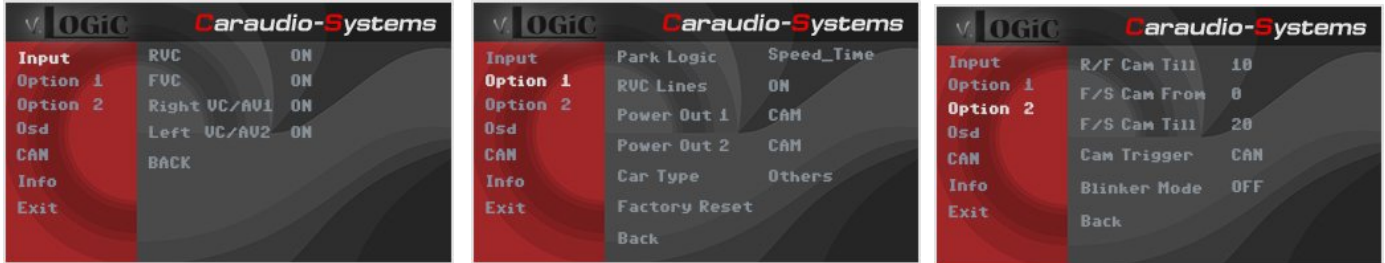 v.LOGiC Caraudio-Systems
Input
Option 1
Option 2
Osd
CAN
Info
Exit
RVC ON
FVC ON
Right VC/AV1 ON
Left VC/AV2 ON
BACK
v.LOGiC Caraudio-Systems
Input
Option 1
Option 2
Osd
CAN
Info
Exit
Park Logic Speed_Time
RVC Lines ON
Power Out 1 CAM
Power Out 2 CAM
Car Type Others
Factory Reset
Back
v.LOGiC Caraudio-Systems
Input
Option 1
Option 2
Osd
CAN
Info
Exit
R/F Cam Till 10
F/S Cam From 0
F/S Cam Till 20
Cam Trigger CAN
Blinker Mode OFF
Back